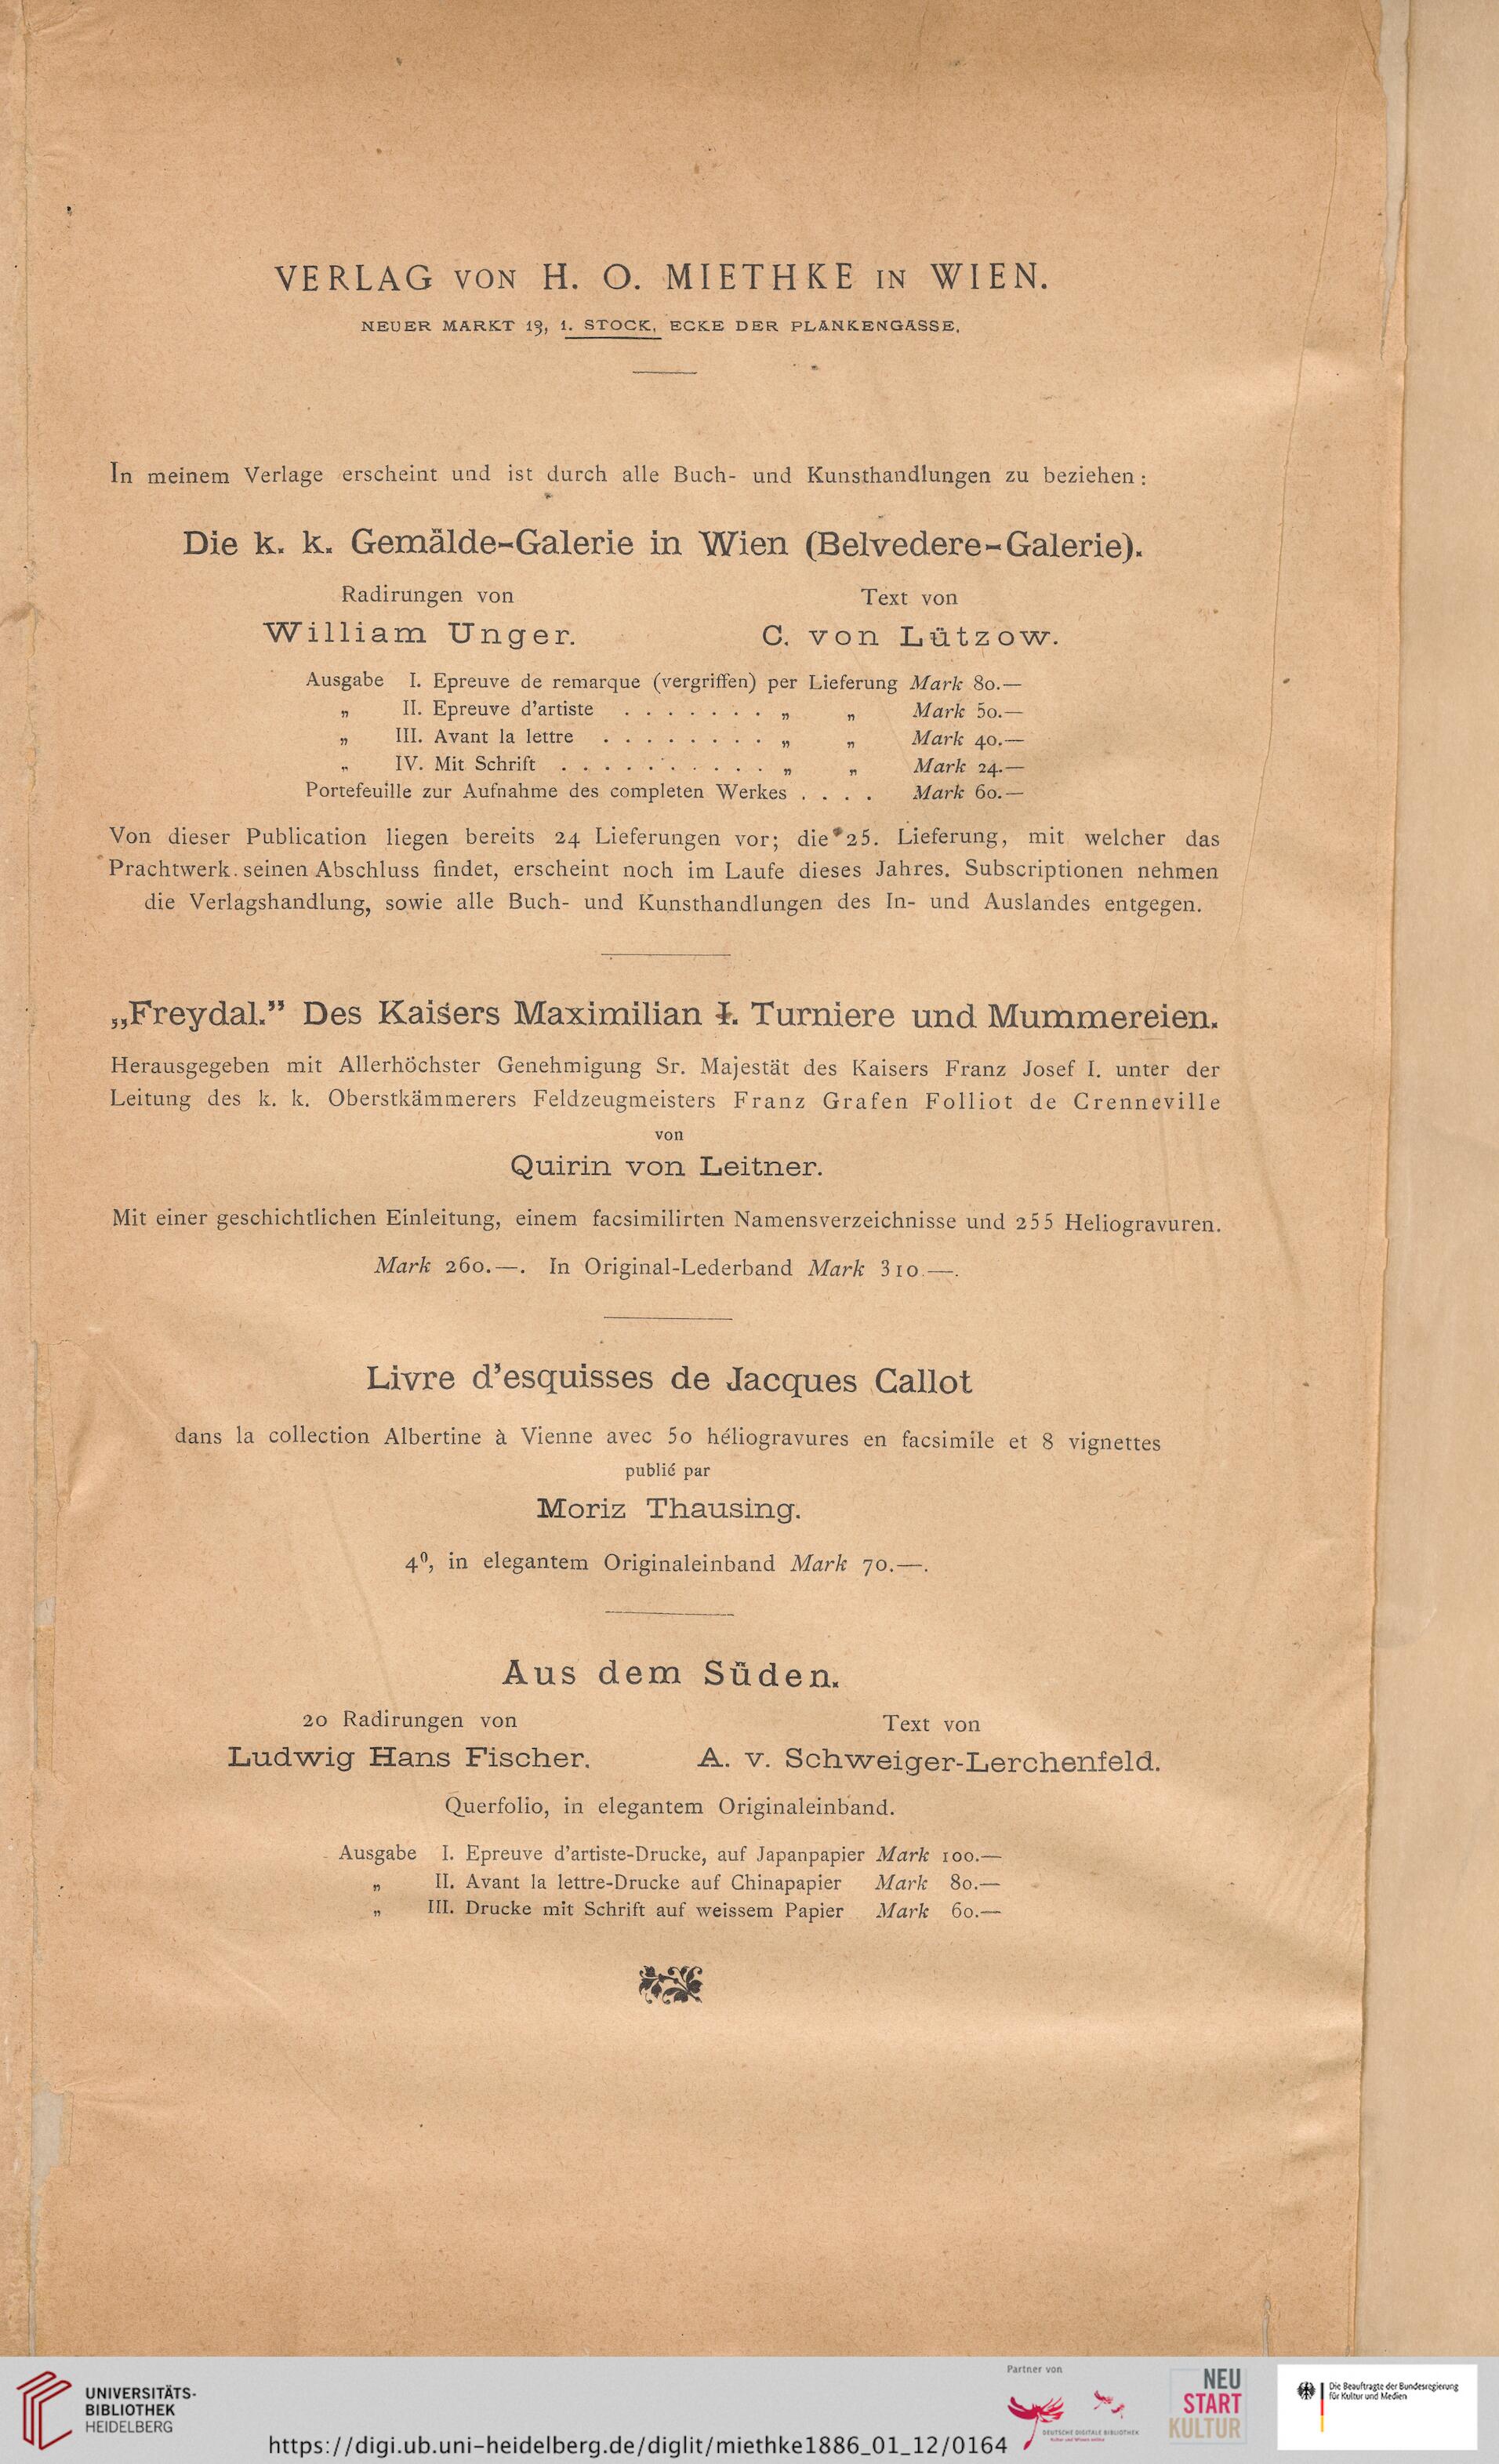 VERLAG VON H. O. MIETHKE IN WIEN.
NEUER MARKT 13, 1. STOCK, ECKE DER PLANKENGASSE.
In meinem Verlage erscheint und ist durch alle Buch- und Kunsthandlungen zu beziehen:
Die k. k. Gemälde-Galerie in Wien (Belvedere-Galerie).
Radirungen von Text von
William Unger. C. von Lützow.
Ausgabe I. Epreuve de remarque (vergriffen) per Lieferung Mark 80.—
„ II. Epreuve d'artiste . . . . . . . „ „ Mark 50.—
„ III. Avant la lettre . . . . . . . . „ „ Mark 40.—
„ IV. Mit Schrift . . . . . . . . . . „ „ Mark 24.—
Portefeuille zur Aufnahme des completen Werkes . . . . Mark 60.—
Von dieser Publication liegen bereits 24 Lieferungen vor; die 25. Lieferung, mit welcher das
Prachtwerk seinen Abschluss findet, erscheint noch im Laufe dieses Jahres. Subscriptionen nehmen
die Verlagshandlung, sowie alle Buch- und Kunsthandlungen des In- und Auslandes entgegen.
„Freydal.” Des Kaisers Maximilian I. Turniere und Mummereien.
Herausgegeben mit Allerhöchster Genehmigung Sr. Majestät des Kaisers Franz Josef I. unter der
Leitung des k. k. Oberstkämmerers Feldzeugmeisters Franz Grafen Folliot de Crenneville
von
Quirin von Leitner.
Mit einer geschichtlichen Einleitung, einem facsimilirten Namensverzeichnisse und 255 Heliogravuren.
Mark 260.—. In Original-Lederband Mark 310.—.
Livre d'esquisses de Jacques Callot
dans la collection Albertine à Vienne avec 50 héliogravures en facsimile et 8 vignettes
publié par
Moriz Thausing.
4⁰, in elegantem Originaleinband Mark 70.—.
Aus dem Süden.
20 Radirungen von Text von
Ludwig Hans Fischer. A. v. Schweiger-Lerchenfeld.
Querfolio, in elegantem Originaleinband.
Ausgabe I. Epreuve d'artiste-Drucke, auf Japanpapier Mark 100.—
„ II. Avant la lettre-Drucke auf Chinapapier Mark 80.—
„ III. Drucke mit Schrift auf weissem Papier Mark 60.—
UNIVERSITÄTS-
BIBLIOTHEK
HEIDELBERG
https://digi.ub.uni-heidelberg.de/diglit/miethke1886_01_12/0164
Partner von
DEUTSCHE DIGITALE BIBLIOTHEK
Kultur und Wissen online
NEU
START
KULTUR
Die Beauftragte der Bundesregierung
für Kultur und Medien